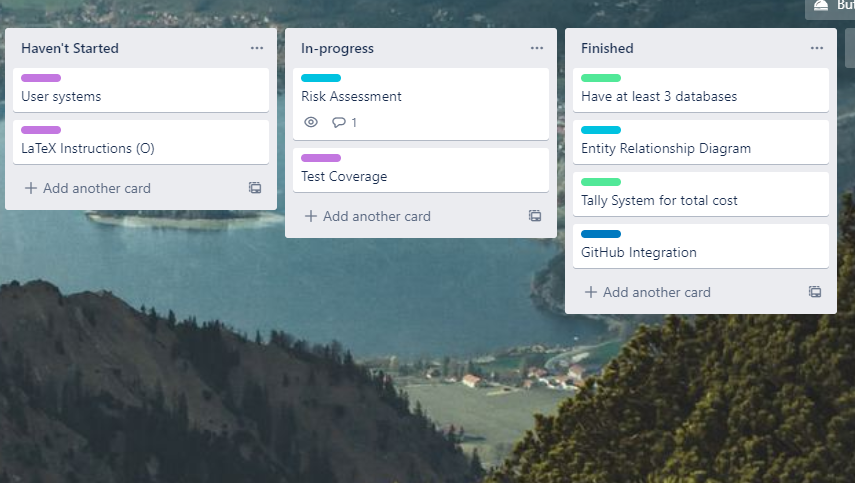 But
Haven't Started
User systems
LaTeX Instructions (O)
Add another card
In-progress
Risk Assessment
1
Test Coverage
Add another card
Finished
Have at least 3 databases
Entity Relationship Diagram
Tally System for total cost
GitHub Integration
Add another card